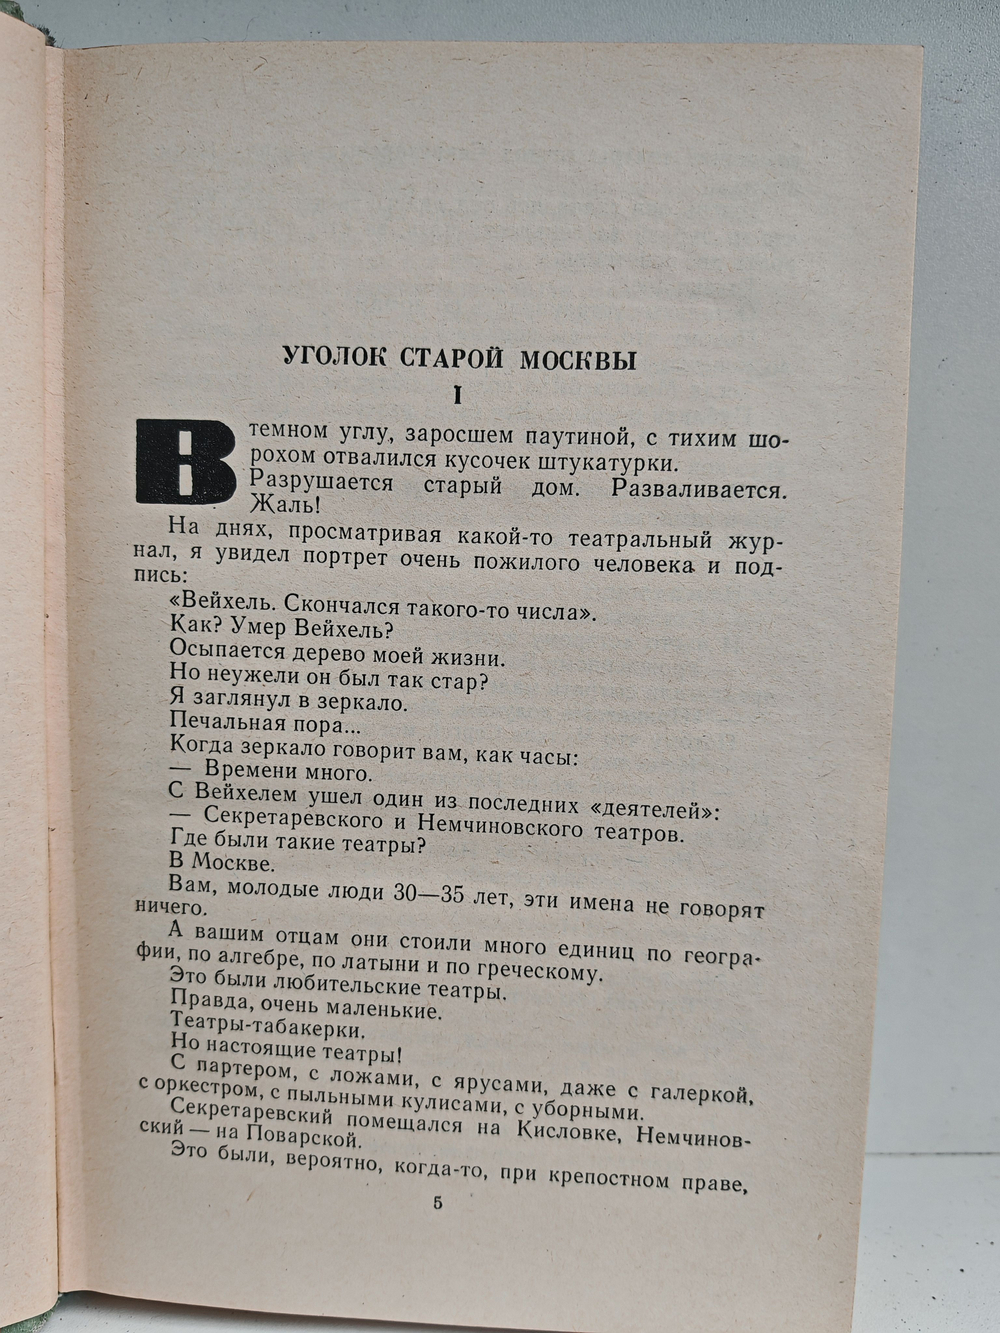 УГОЛОК СТАРОЙ МОСКВЫ
I
В темном углу, заросшем паутиной, с тихим шо-
рохом отвалился кусочек штукатурки.
Разрушается старый дом. Разваливается.
Жаль!
На днях, просматривая какой-то театральный жур-
нал, я увидел портрет очень пожилого человека и под-
пись:
«Вейхель. Скончался такого-то числа».
Как? Умер Вейхель?
Осыпается дерево моей жизни.
Но неужели он был так стар?
Я заглянул в зеркало.
Печальная пора...
Когда зеркало говорит вам, как часы:
— Времени много.
С Вейхелем ушел один из последних «деятелей»:
— Секретаревского и Немчиновского театров.
Где были такие театры?
В Москве.
Вам, молодые люди 30—35 лет, эти имена не говорят
ничего.
А вашим отцам они стоили много единиц по геогра-
фии, по алгебре, по латыни и по греческому.
Это были любительские театры.
Правда, очень маленькие.
Театры-табакерки.
Но настоящие театры!
С партером, с ложами, с ярусами, даже с галеркой,
с оркестром, с пыльными кулисами, с уборными.
Секретаревский помещался на Кисловке, Немчинов-
ский — на Поварской.
Это были, вероятно, когда-то, при крепостном праве,
5